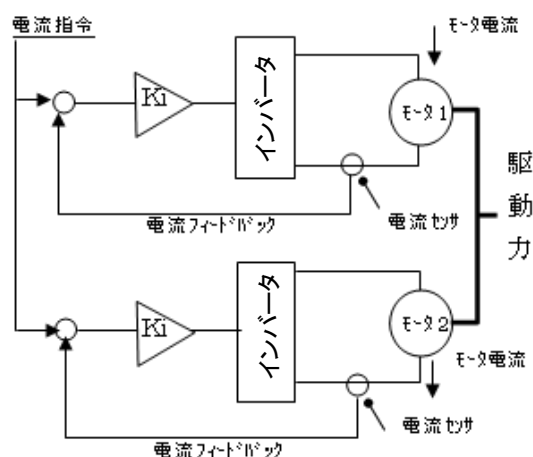 電流指令
ﾓｰﾀ電流
Ki
インバータ
ﾓｰﾀ1
駆動力
電流ﾌｨｰﾄﾞﾊﾞｯｸ
電流ｾﾝｻ
Ki
インバータ
ﾓｰﾀ2
ﾓｰﾀ電流
電流ｾﾝｻ
電流ﾌｨｰﾄﾞﾊﾞｯｸ